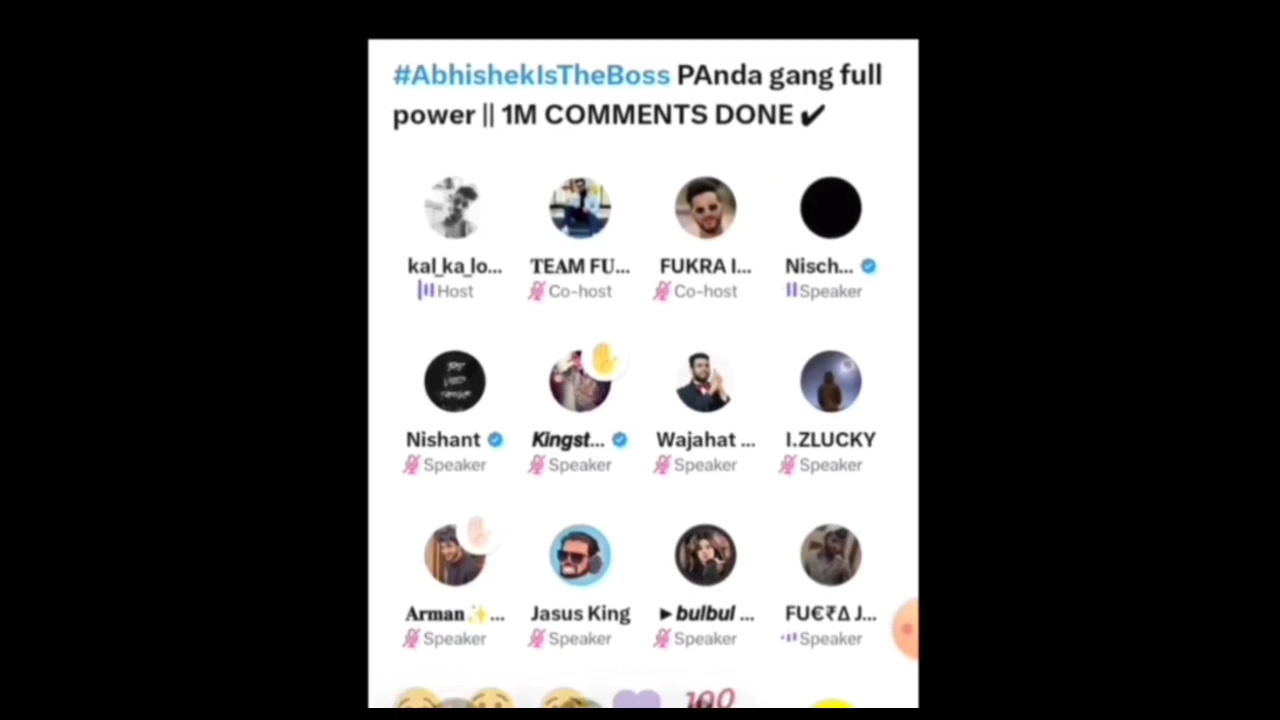 #AbhishekIsTheBoss PAnda gang full
power || 1M COMMENTS DONE ✔
kal_ka_lo... TEAM FU... FUKRA I... Nisch...
Host Co-host Co-host Speaker
Nishant Kingst... Wajahat ... I.ZLUCKY
Speaker Speaker Speaker Speaker
Arman✨... Jasus King ►bulbul ... FU€₹Δ J...
Speaker Speaker Speaker Speaker
100